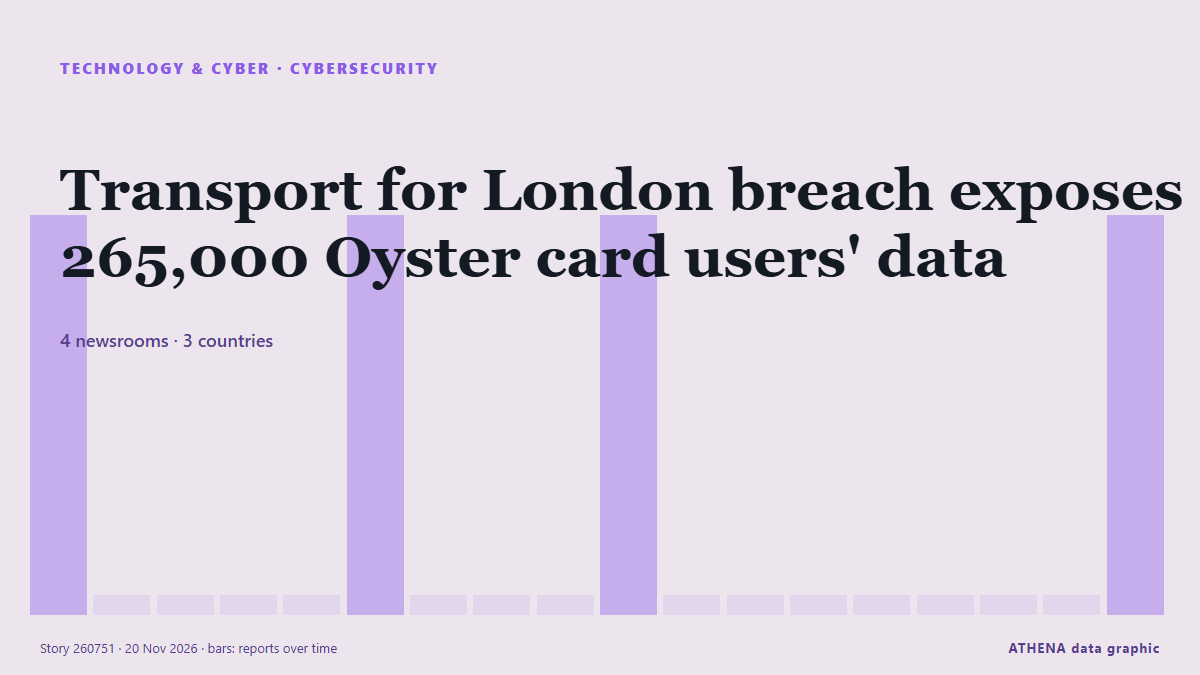 TECHNOLOGY & CYBER · CYBERSECURITY
Transport for London breach exposes
265,000 Oyster card users' data
4 newsrooms · 3 countries
Story 260751 · 20 Nov 2026 · bars: reports over time
ATHENA data graphic